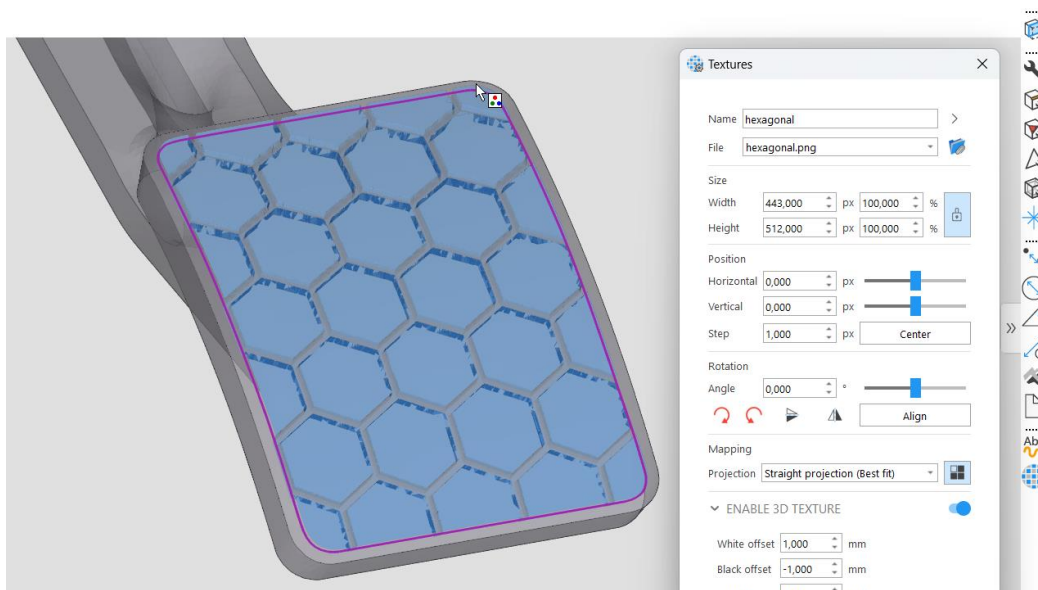 Textures
Name hexagonal
File hexagonal.png
Size
Width 443,000 px 100,000 %
Height 512,000 px 100,000 %
Position
Horizontal 0,000 px
Vertical 0,000 px
Step 1,000 px Center
Rotation
Angle 0,000 °
Align
Mapping
Projection Straight projection (Best fit)
ENABLE 3D TEXTURE
White offset 1,000 mm
Black offset -1,000 mm
Ab